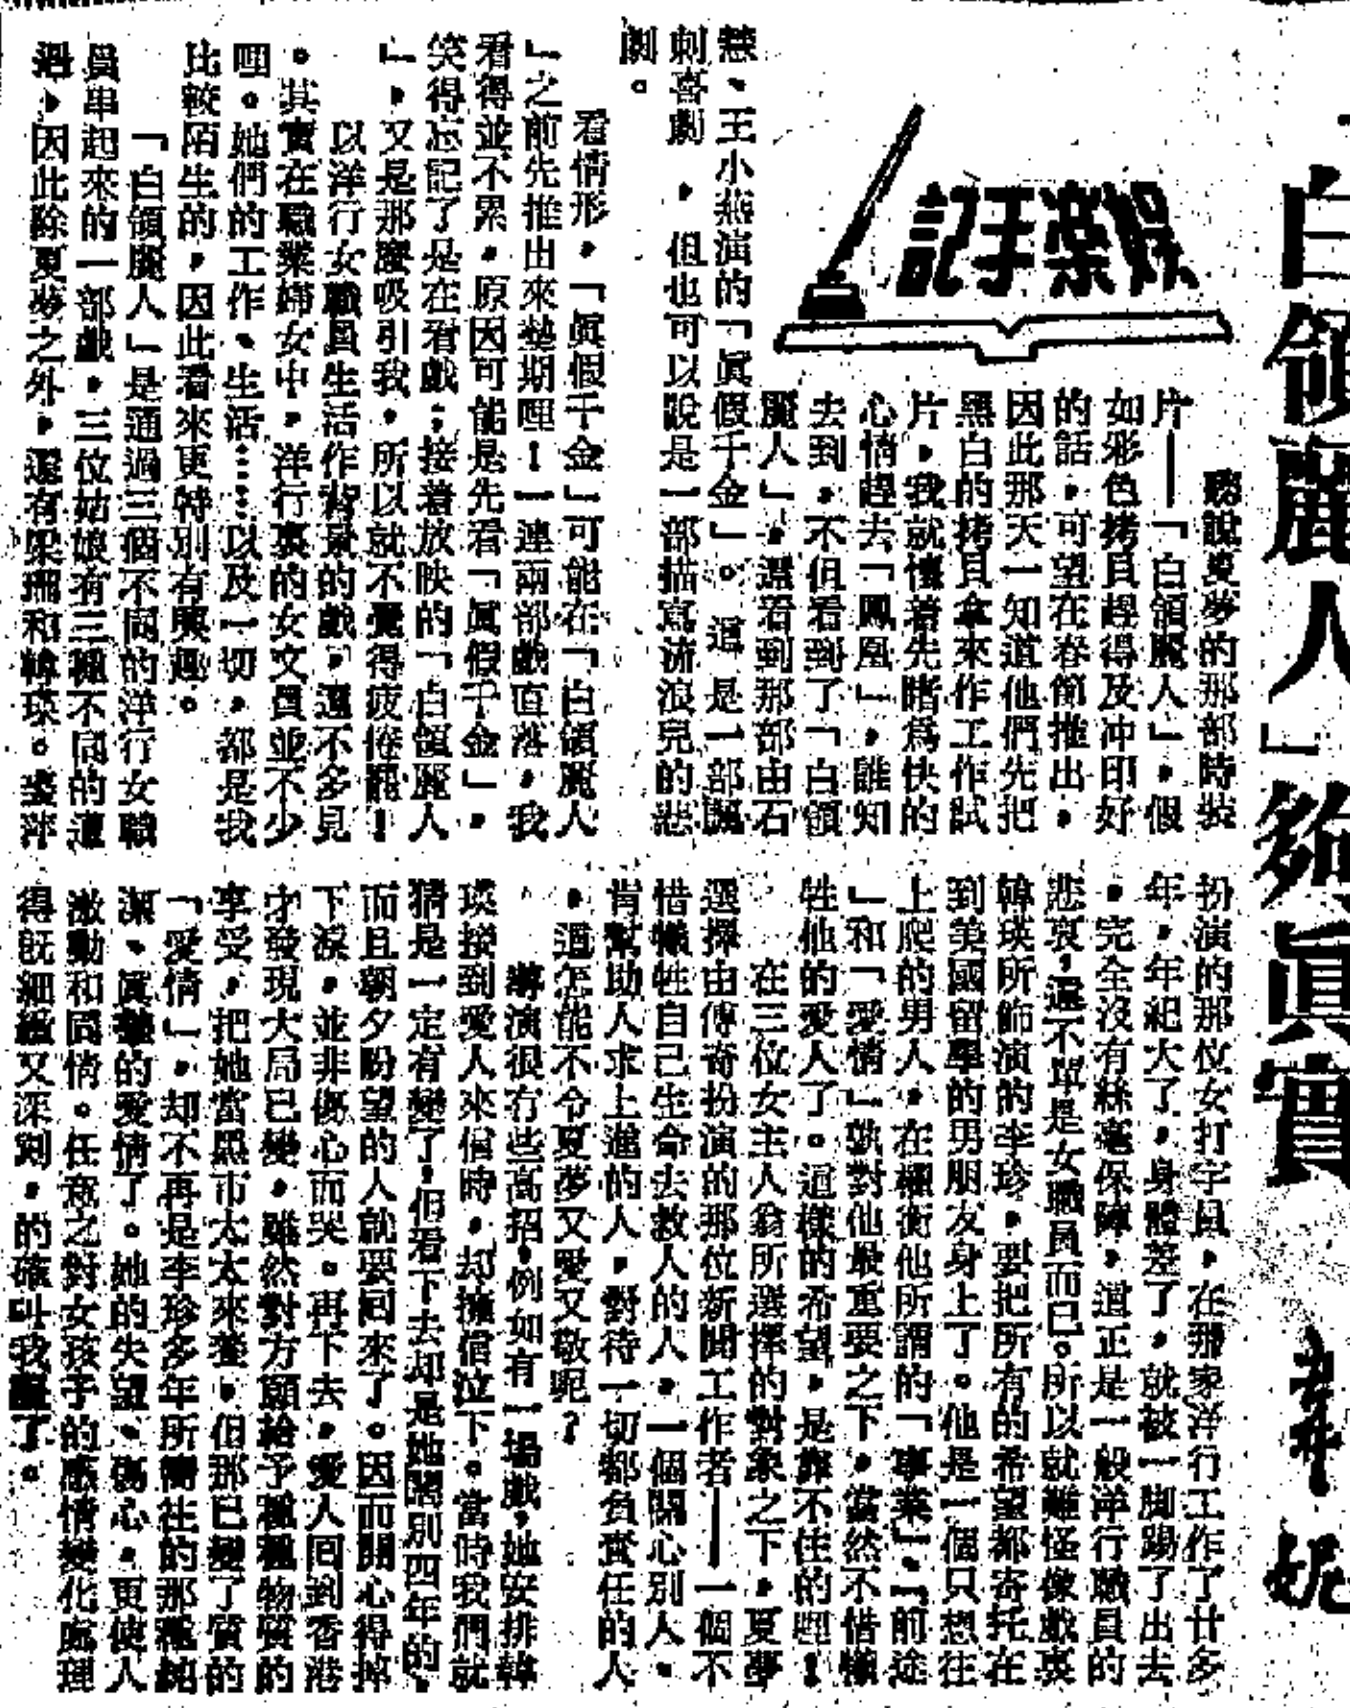 「白領麗人」夠眞實
莽妮
娛樂手記
聽說夏夢的那部時裝
片——「白領麗人」，假
如彩色拷貝趕得及冲印好
的話，可望在春節推出，
因此那天一知道他們先把
黑白的拷貝拿來作工作試
片，我就懷着先睹爲快的
心情趕去「鳳凰」，誰知
去到，不但看到了「白領
麗人」，還看到那部由石
慧、王小燕演的「眞假千金」。這是一部諷
刺喜劇，但也可以說是一部描寫流浪兒的悲
劇。
看情形，「眞假千金」可能在「白領麗人
」之前先推出來墊期哩！一連兩部戲直落，我
看得並不累，原因可能是先看「眞假千金」，
笑得忘記了是在看戲；接着放映的「白領麗人
」，又是那麼吸引我，所以就不覺得疲倦罷！
以洋行女職員生活作背景的戲，還不多見
。其實在職業婦女中，洋行裏的女文員並不少
哩。她們的工作、生活……以及一切，都是我
比較陌生的，因此看來更特別有興趣。
「白領麗人」是通過三個不同的洋行女職
員串起來的一部戲，三位姑娘有三種不同的遭
遇，因此除夏夢之外，還有梁珊和韓瑛。裘萍
扮演的那位女打字員，在那家洋行工作了廿多
年，年紀大了，身體差了，就被一脚踢了出去
，完全沒有絲毫保障，這正是一般洋行職員的
悲哀，還不單是女職員而已。所以就難怪像戲裏
韓瑛所飾演的李珍，要把所有的希望都寄托在
到美國留學的男朋友身上了。他是一個只想往
上爬的男人，在權衡他所謂的「事業」、「前途
」和「愛情」孰對他最重要之下，當然不惜犧
牲他的愛人了。這樣的希望，是靠不住的哩！
在三位女主人翁所選擇的對象之下，夏夢
選擇由傅奇扮演的那位新聞工作者——一個不
惜犧牲自己生命去救人的人，一個關心別人，
肯幫助人求上進的人，對待一切都負責任的人
，這怎能不令夏夢又愛又敬呢？
導演很有些高招，例如有一場戲，她安排韓
瑛接到愛人來信時，却擁信泣下。當時我們就
猜是一定有變了，但看下去却是她闊別四年的，
而且朝夕盼望的人就要回來了。因而開心得掉
下淚，並非傷心而哭。再下去，愛人回到香港
才發現大局已變，雖然對方願給予種種物質的
享受，把她當黑市太太來養，但那已變了質的
「愛情」，却不再是李珍多年所嚮往的那種純
潔、眞摯的愛情了。她的失望、傷心，更使人
激動和同情。任意之對女孩子的感情變化處理
得既細緻又深刻，的確叫我服了。